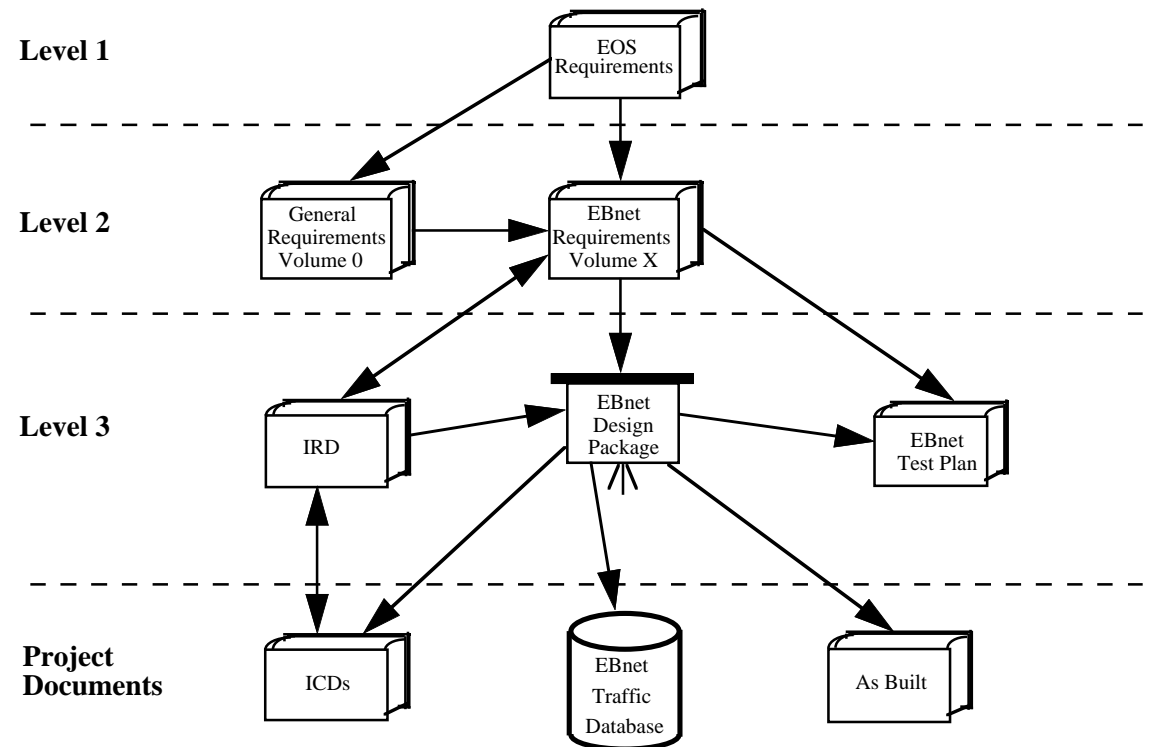 Level 1
EOS
Requirements
Level 2
General
Requirements
Volume 0
EBnet
Requirements
Volume X
Level 3
IRD
EBnet
Design
Package
EBnet
Test Plan
Project
Documents
ICDs
EBnet
Traffic
Database
As Built